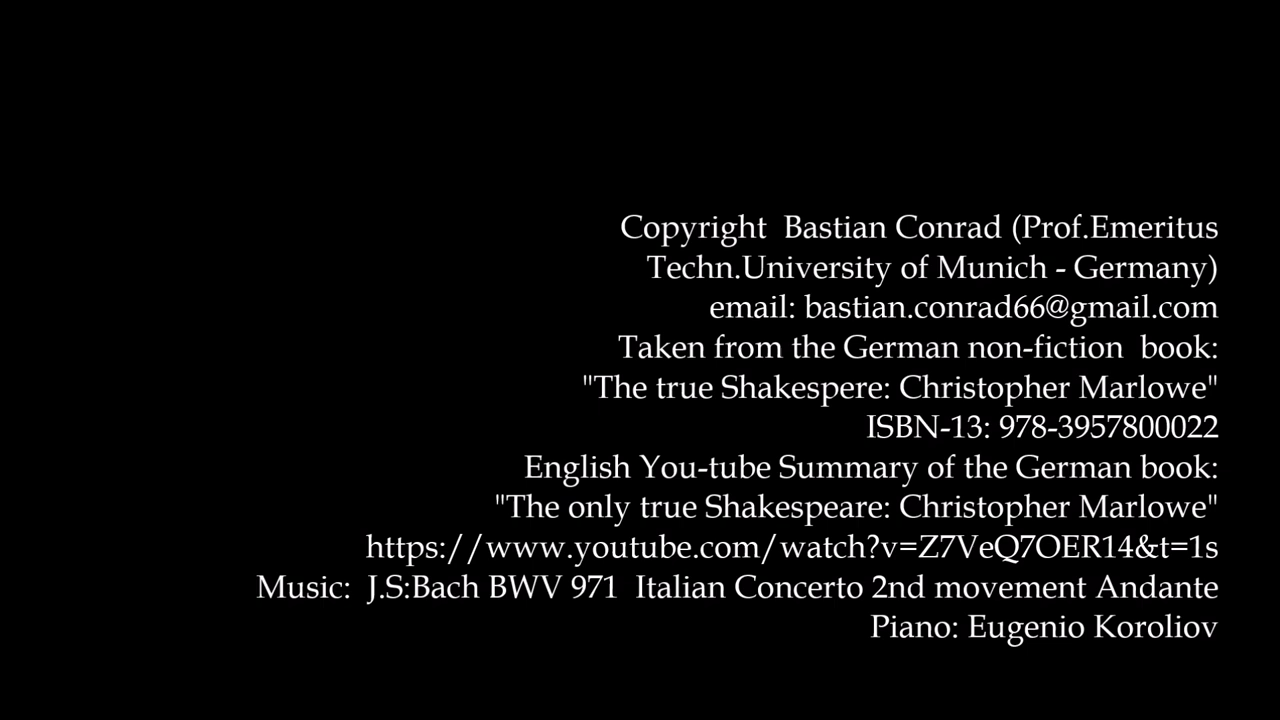 Copyright  Bastian Conrad (Prof.Emeritus
Techn.University of Munich - Germany)
email: bastian.conrad66@gmail.com
Taken from the German non-fiction  book:
"The true Shakespere: Christopher Marlowe"
ISBN-13: 978-3957800022
English You-tube Summary of the German book:
"The only true Shakespeare: Christopher Marlowe"
https://www.youtube.com/watch?v=Z7VeQ7OER14&t=1s
Music:  J.S:Bach BWV 971  Italian Concerto 2nd movement Andante
Piano: Eugenio Koroliov